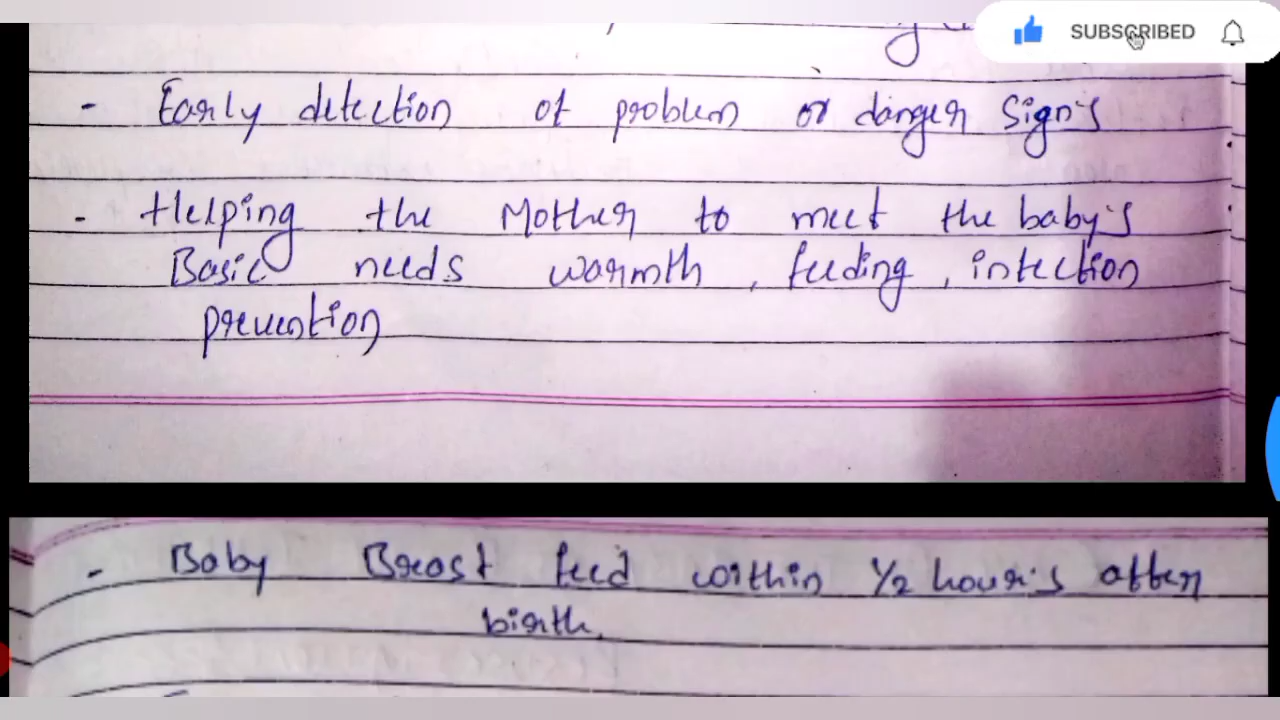 SUBSCRIBED
- Early detection of problem or danger Sign's
- Helping the Mother to meet the baby's
Basic needs warmth, feeding, infection
prevention
- Baby Breast feed within 1/2 hour's after
birth.